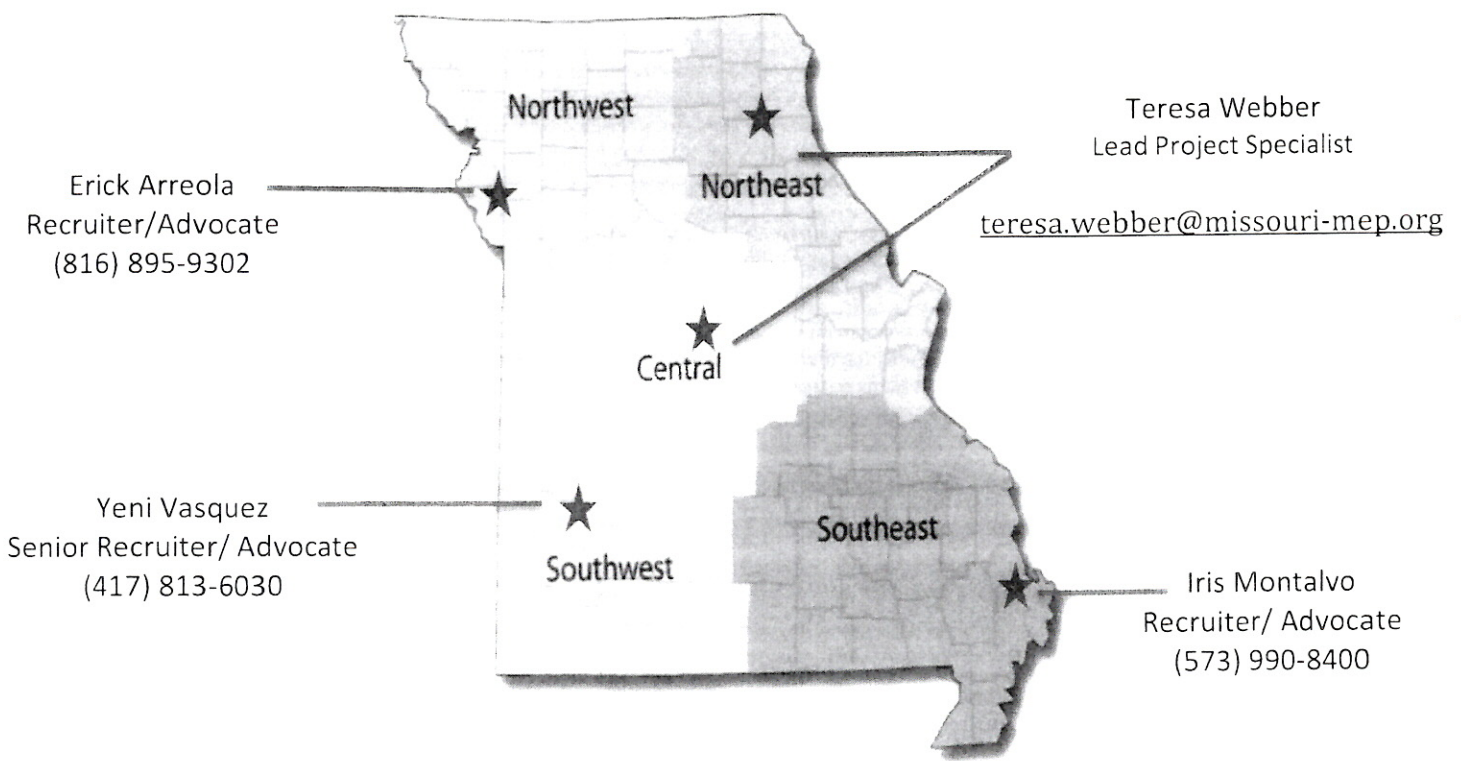 Northwest
Northeast
Central
Southwest
Southeast
Erick Arreola
Recruiter/Advocate
(816) 895-9302
Teresa Webber
Lead Project Specialist
teresa.webber@missouri-mep.org
Yeni Vasquez
Senior Recruiter/ Advocate
(417) 813-6030
Iris Montalvo
Recruiter/ Advocate
(573) 990-8400